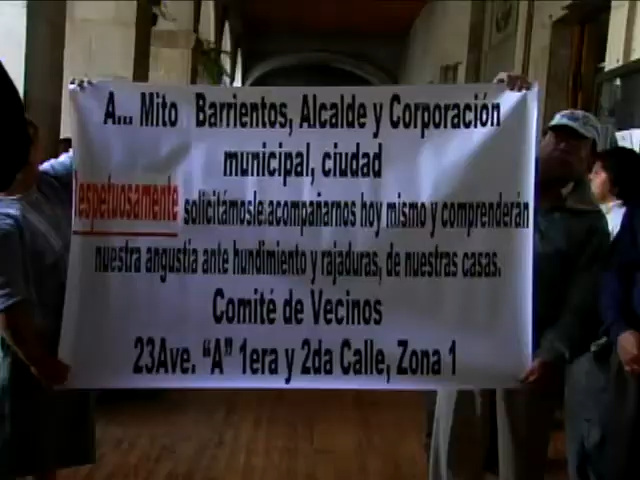 A... Mito Barrientos, Alcalde y Corporación
municipal, ciudad
espetuosamente solicitámosle acompañarnos hoy mismo y comprenderán
nuestra angustia ante hundimiento y rajaduras, de nuestras casas.
Comité de Vecinos
23Ave. "A" 1era y 2da Calle, Zona 1